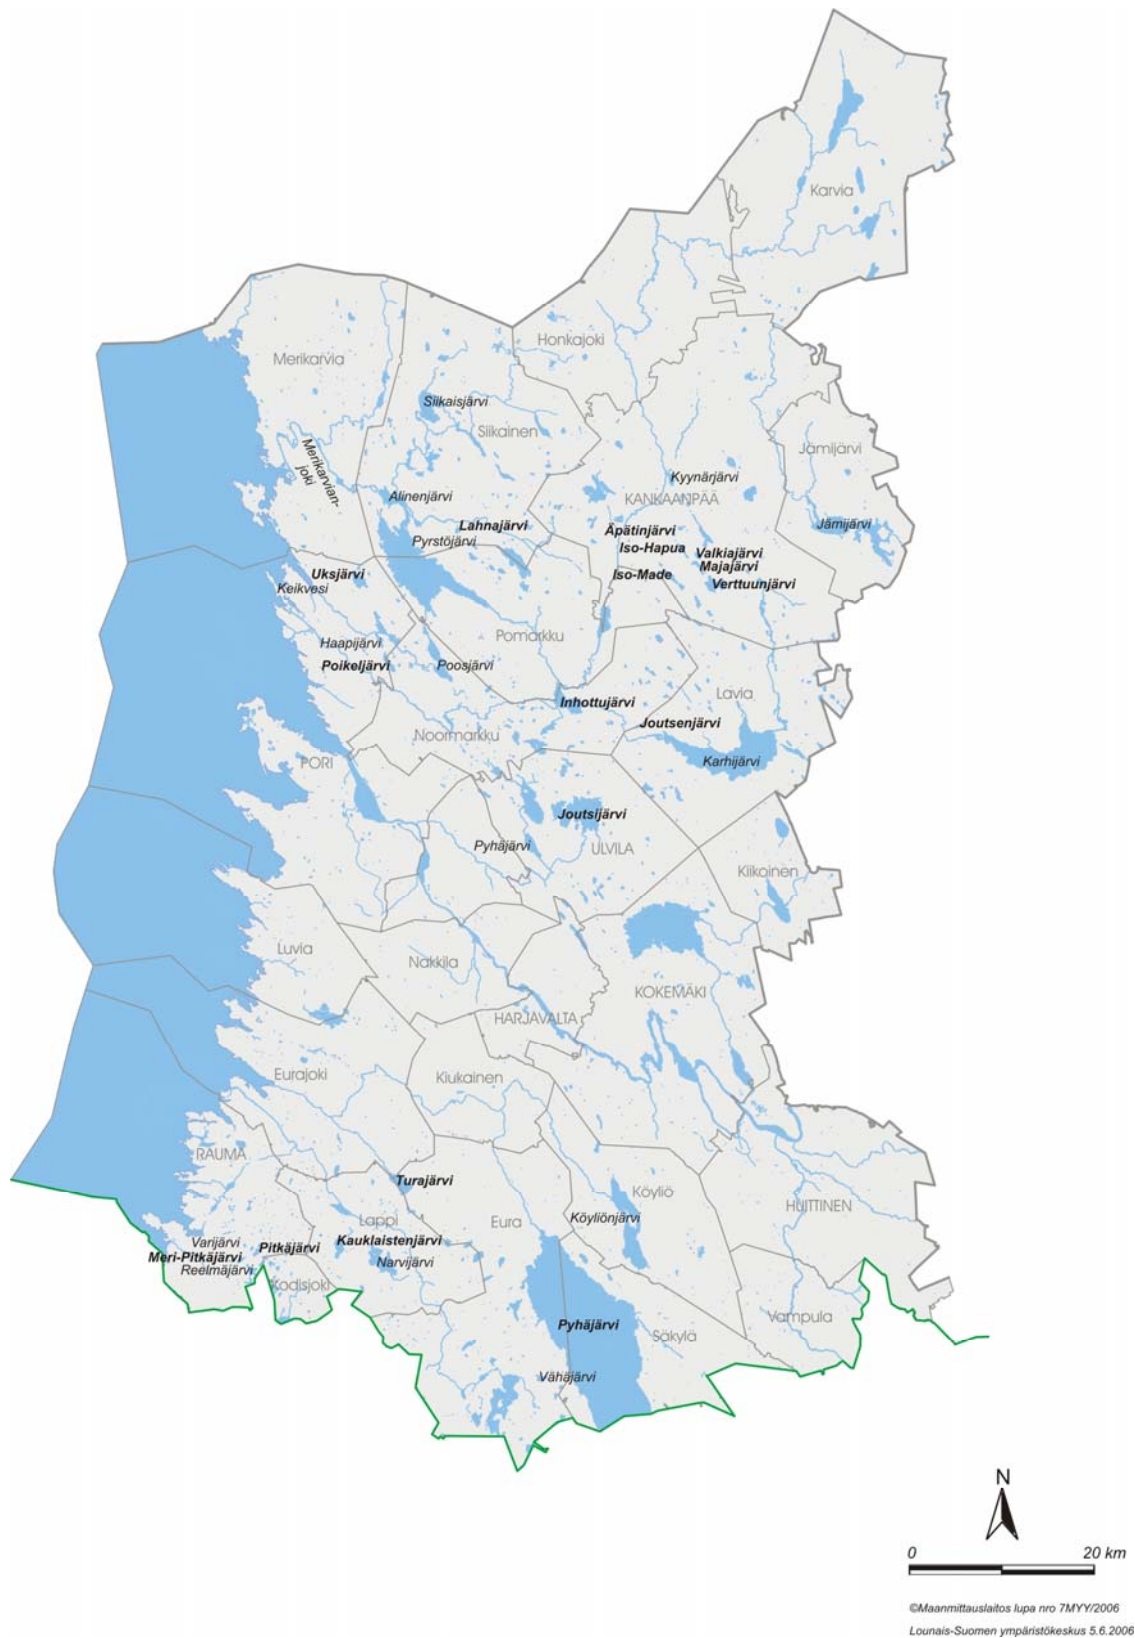 Karvia
Honkajoki
Merikarvia
Siikaisjärvi
Siikainen
Jämijärvi
Merikarvian-
joki
Kyynärjärvi
KANKAANPÄÄ
Alinenjärvi
Lahnajärvi
Jämijärvi
Äpätinjärvi
Pyrstöjärvi
Iso-Hapua
Valkiajärvi
Majajärvi
Uksjärvi
Iso-Made
Verttuunjärvi
Keikvesi
Pomarkku
Haapijärvi
Poikeljärvi
Poosjärvi
Lavia
Inhottujärvi
Joutsenjärvi
Noormarkku
Karhijärvi
PORI
Joutsijärvi
Pyhäjärvi
ULVILA
Kiikoinen
Luvia
Nakkila
KOKEMÄKI
HARJAVALTA
Eurajoki
Kiukainen
RAUMA
Turajärvi
Köyliö
HUITTINEN
Lappi
Eura
Köyliönjärvi
Varijärvi
Kauklaistenjärvi
Pitkäjärvi
Meri-Pitkäjärvi
Narvijärvi
Reelmäjärvi
Kodisjoki
Vampula
Pyhäjärvi
Säkylä
Vähäjärvi
N
0 20 km
©Maanmittauslaitos lupa nro 7MYY/2006
Lounais-Suomen ympäristökeskus 5.6.2006